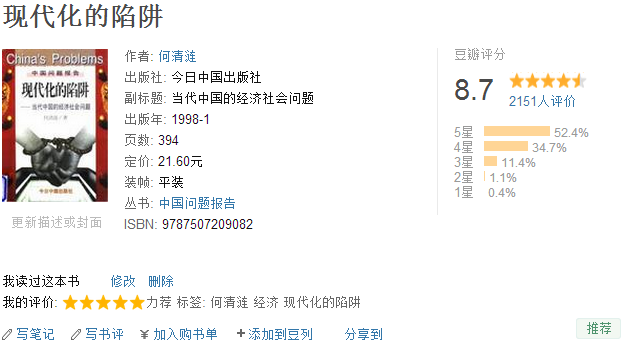 现代化的陷阱
China's Problems
中国问题报告
现代化的陷阱
——当代中国的经济社会问题
何清涟 著
今日中国出版社
更新描述或封面
作者: 何清涟
出版社: 今日中国出版社
副标题: 当代中国的经济社会问题
出版年: 1998-1
页数: 394
定价: 21.60元
装帧: 平装
丛书: 中国问题报告
ISBN: 9787507209082
豆瓣评分
8.7
2151人评价
5星 52.4%
4星 34.7%
3星 11.4%
2星 1.1%
1星 0.4%
我读过这本书 修改 删除
我的评价: 力荐 标签: 何清涟 经济 现代化的陷阱
写笔记 写书评 ¥ 加入购书单 +添加到豆列 分享到
推荐